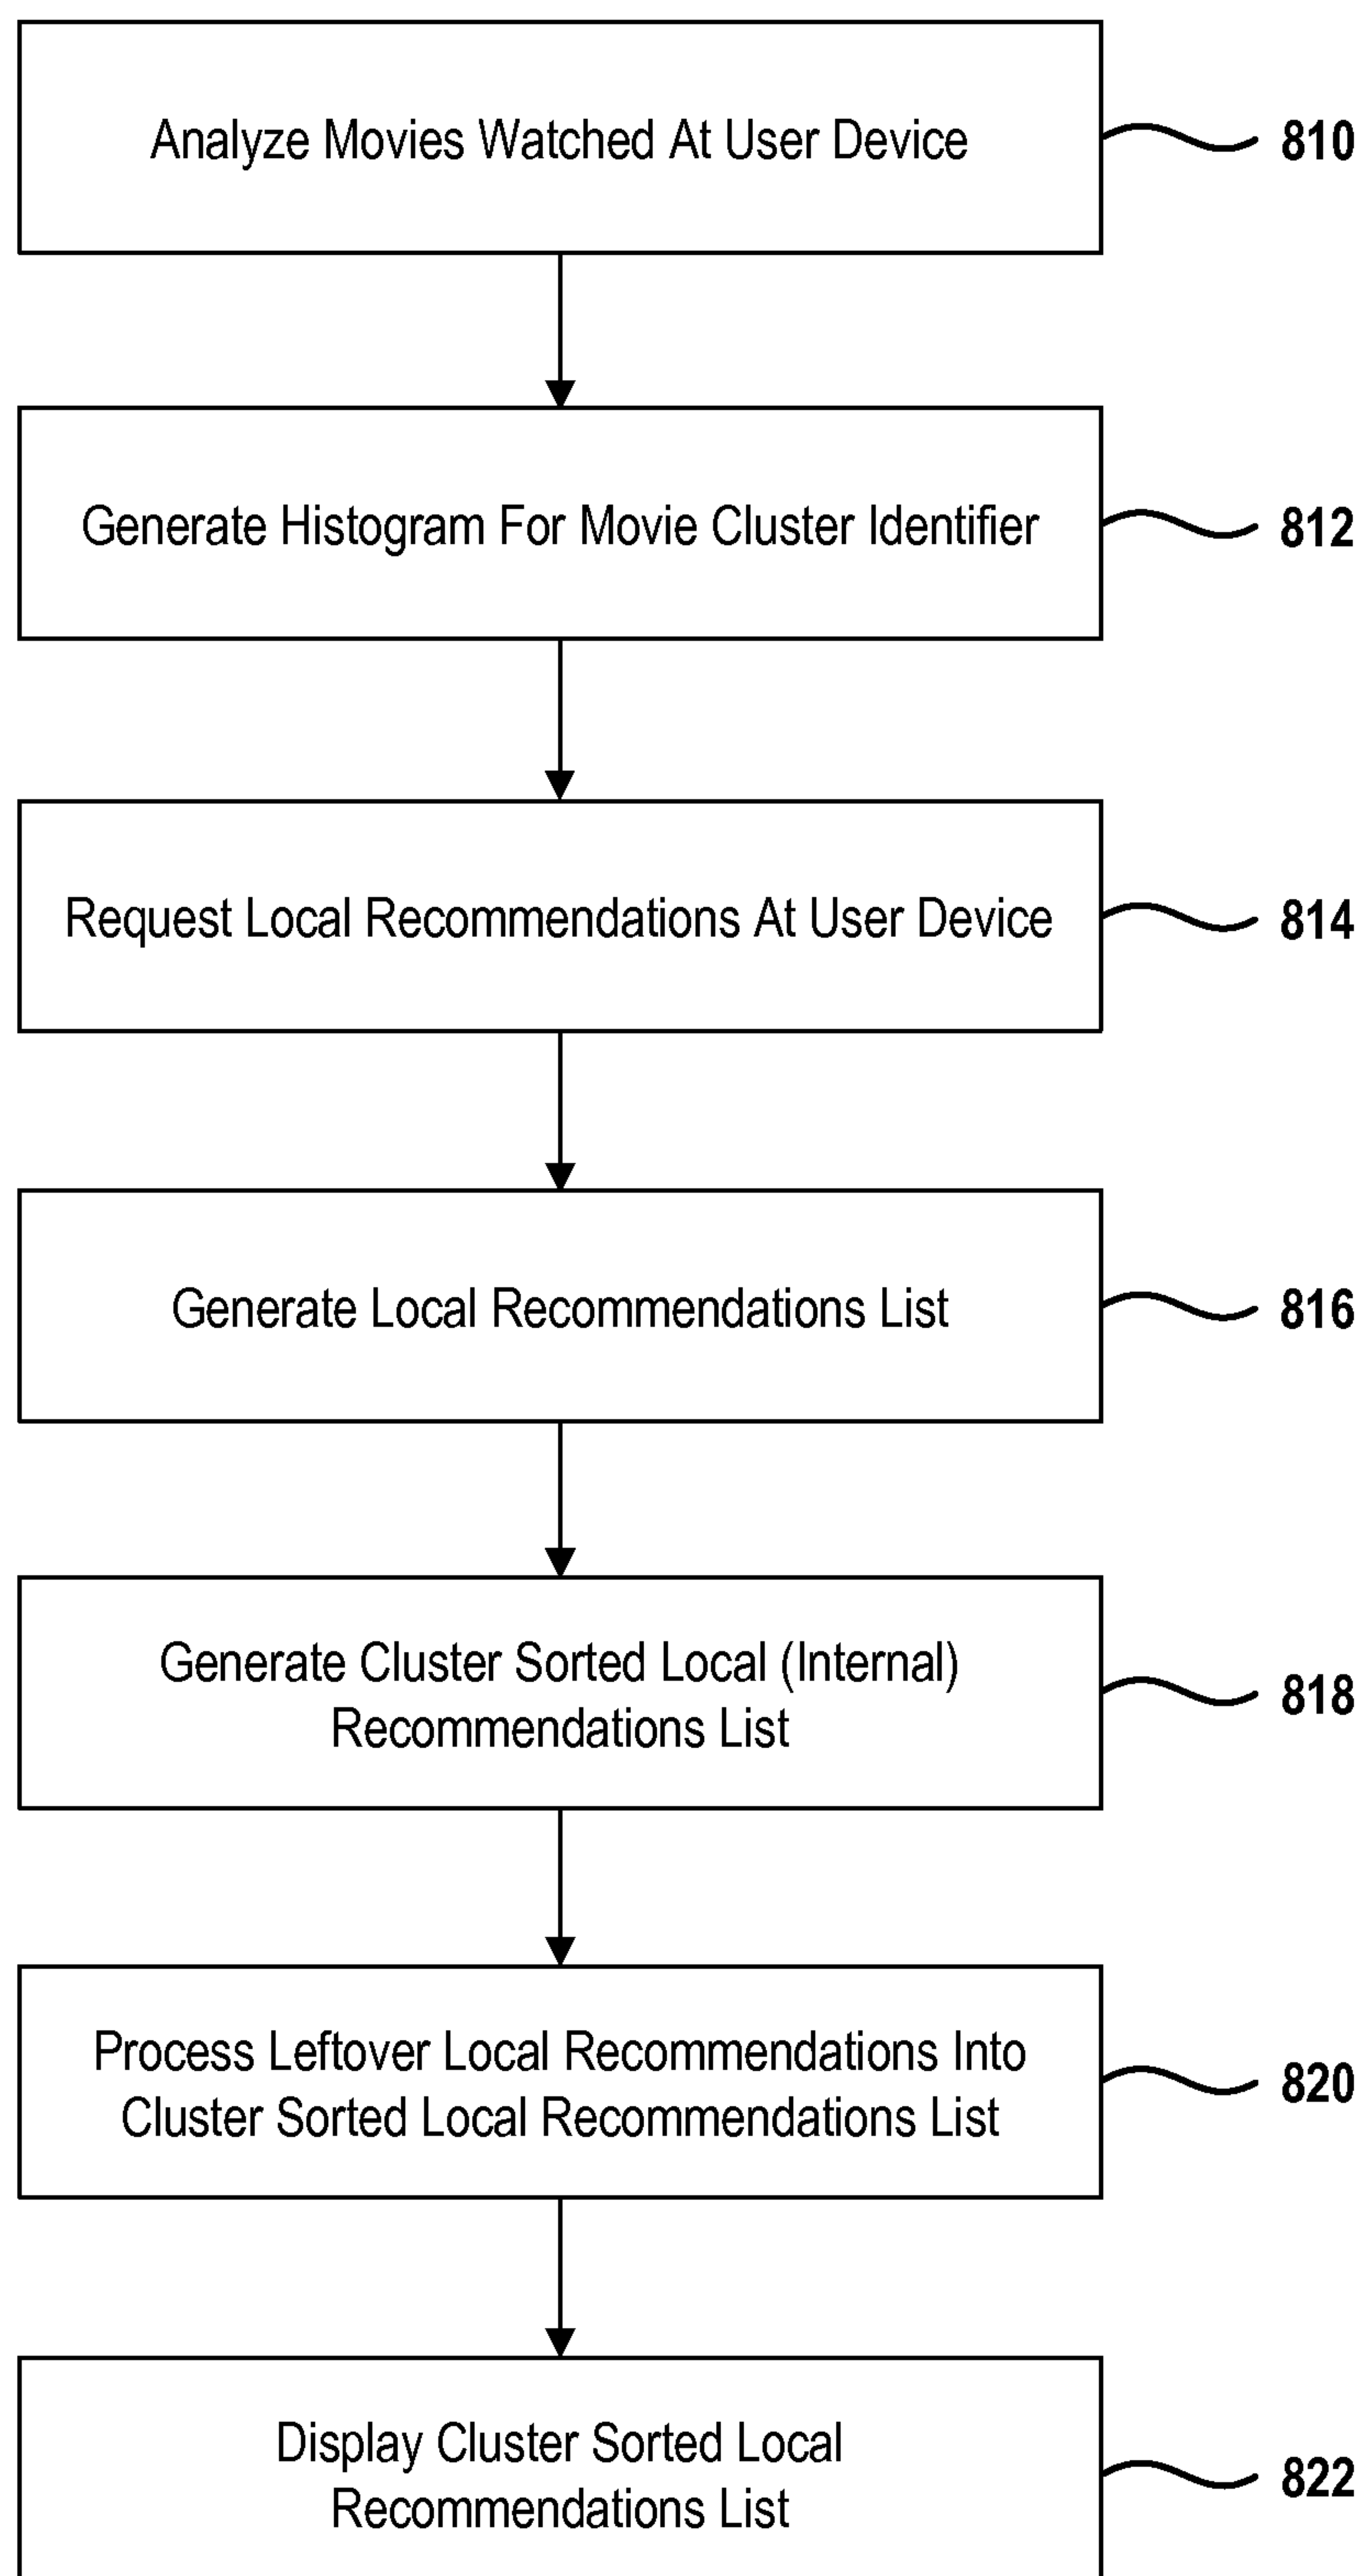 Analyze Movies Watched At User Device
810
Generate Histogram For Movie Cluster Identifier
812
Request Local Recommendations At User Device
814
Generate Local Recommendations List
816
Generate Cluster Sorted Local (Internal)
Recommendations List
818
Process Leftover Local Recommendations Into
Cluster Sorted Local Recommendations List
820
Display Cluster Sorted Local
Recommendations List
822